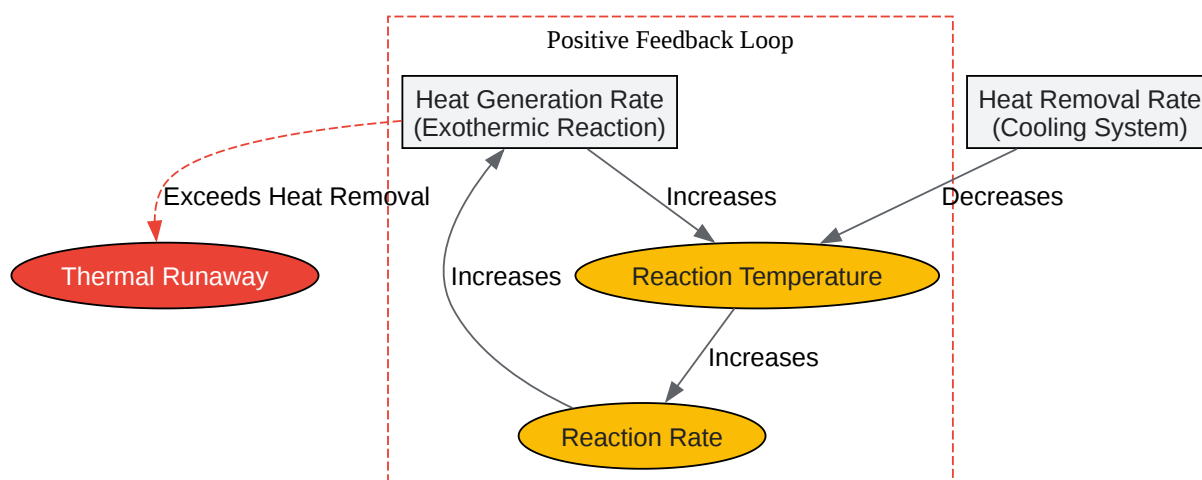 Positive Feedback Loop
Heat Generation Rate
(Exothermic Reaction)
Heat Removal Rate
(Cooling System)
Exceeds Heat Removal
Increases
Decreases
Thermal Runaway
Increases
Reaction Temperature
Increases
Reaction Rate